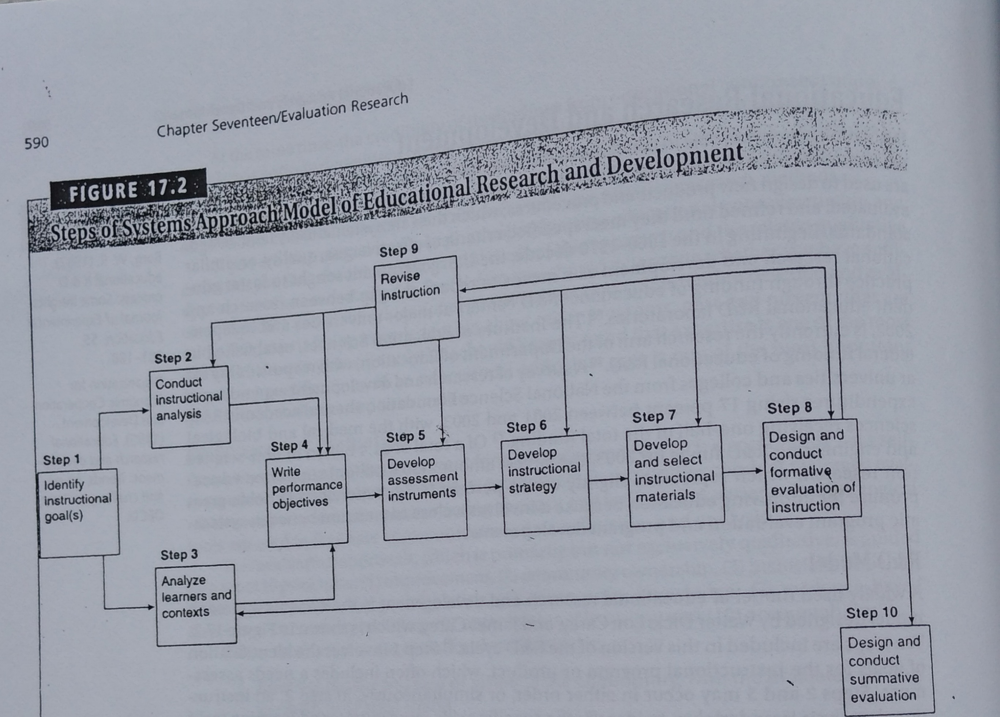 590
Chapter Seventeen/Evaluation Research
FIGURE 17.2
Steps of Systems Approach Model of Educational Research and Development
Step 9
Revise
instruction
Step 2
Conduct
instructional
analysis
Step 1
Identify
instructional
goal(s)
Step 3
Analyze
learners and
contexts
Step 4
Write
performance
objectives
Step 5
Develop
assessment
instruments
Step 6
Develop
instructional
strategy
Step 7
Develop
and select
instructional
materials
Step 8
Design and
conduct
formative
evaluation of
instruction
Step 10
Design and
conduct
summative
evaluation